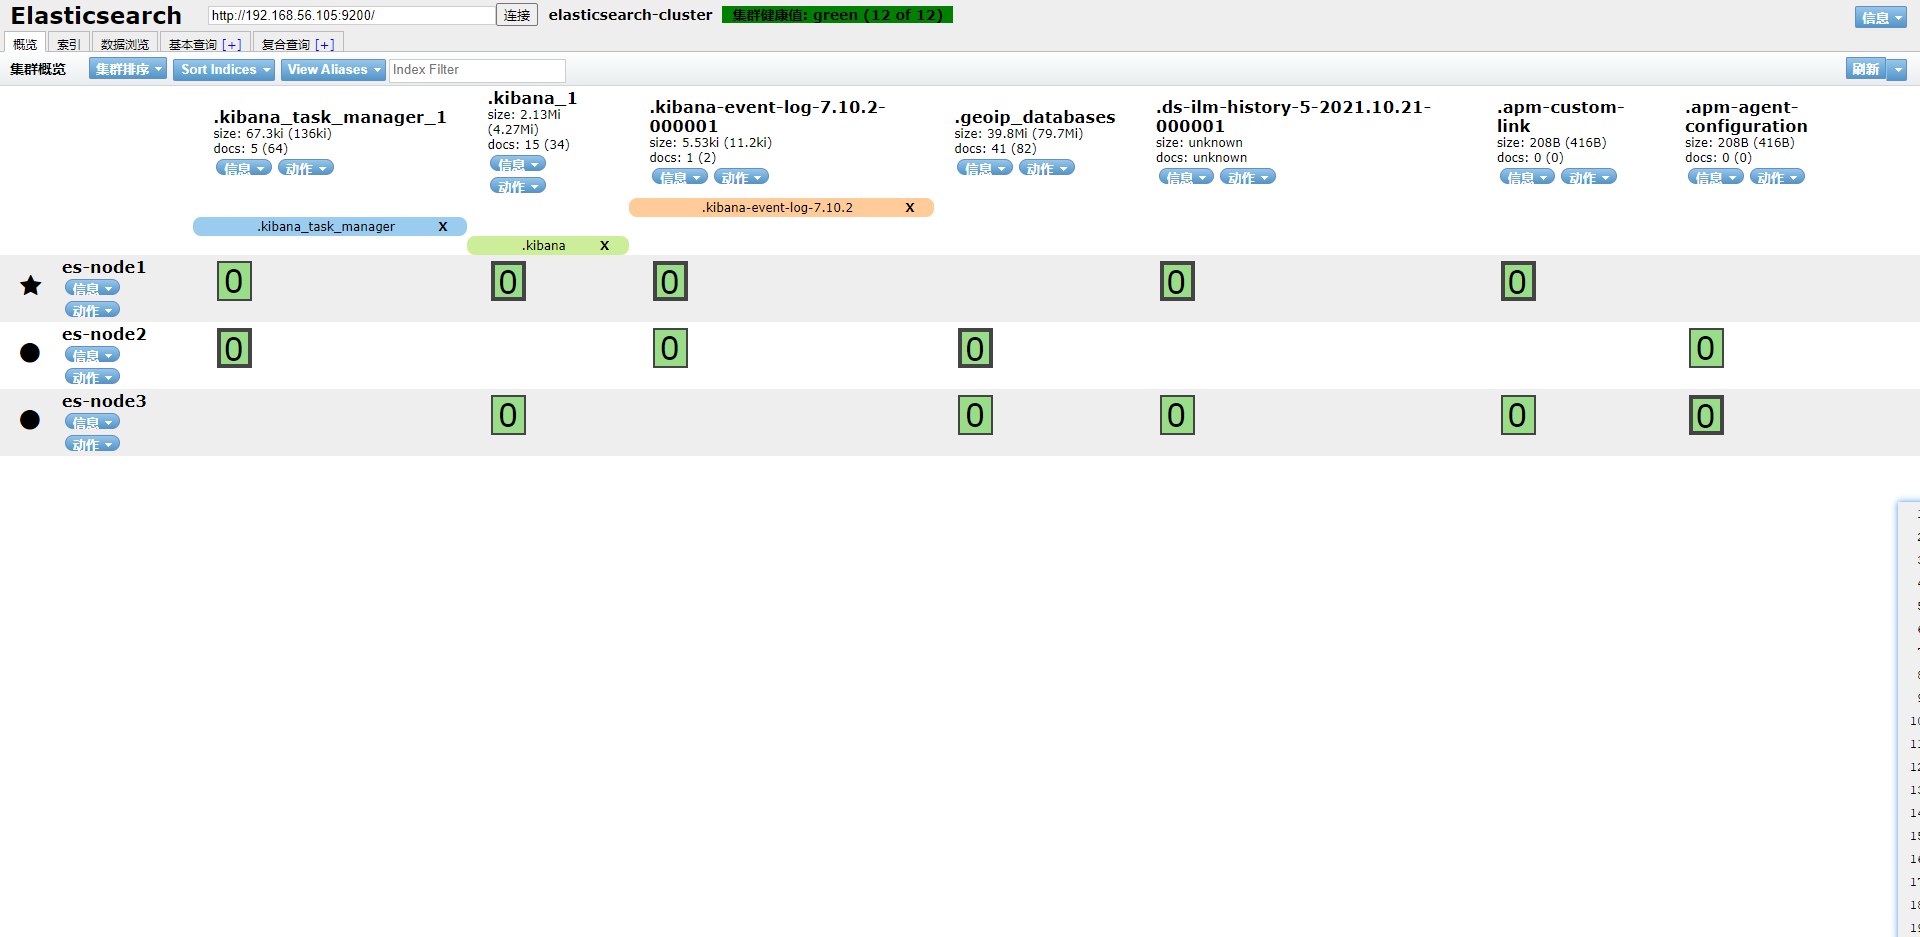 Elasticsearch http://192.168.56.105:9200/ 连接 elasticsearch-cluster 集群健康值: green (12 of 12) 信息
概览 索引 数据浏览 基本查询 [+] 复合查询 [+]
集群概览 集群排序 Sort Indices View Aliases Index Filter 刷新
.kibana_task_manager_1
size: 67.3ki (136ki)
docs: 5 (64)
信息 动作
.kibana_1
size: 2.13Mi
(4.27Mi)
docs: 15 (34)
信息
动作
.kibana-event-log-7.10.2-
000001
size: 5.53ki (11.2ki)
docs: 1 (2)
信息 动作
.geoip_databases
size: 39.8Mi (79.7Mi)
docs: 41 (82)
信息 动作
.ds-ilm-history-5-2021.10.21-
000001
size: unknown
docs: unknown
信息 动作
.apm-custom-
link
size: 208B (416B)
docs: 0 (0)
信息 动作
.apm-agent-
configuration
size: 208B (416B)
docs: 0 (0)
信息 动作
.kibana-event-log-7.10.2 X
.kibana_task_manager X
.kibana X
es-node1
信息
动作
0 0 0 0 0
es-node2
信息
动作
0 0 0 0
es-node3
信息
动作
0 0 0 0 0